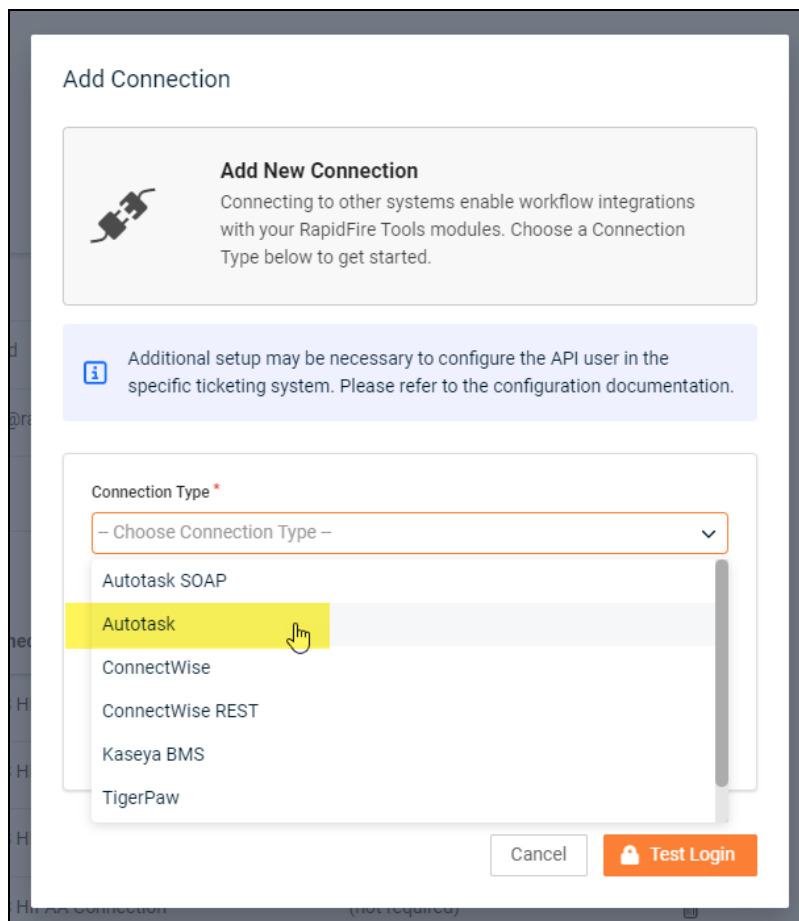 Add Connection
Add New Connection
Connecting to other systems enable workflow integrations
with your RapidFire Tools modules. Choose a Connection
Type below to get started.
Additional setup may be necessary to configure the API user in the
specific ticketing system. Please refer to the configuration documentation.
Connection Type *
-- Choose Connection Type --
Autotask SOAP
Autotask
ConnectWise
ConnectWise REST
Kaseya BMS
TigerPaw
Cancel
Test Login